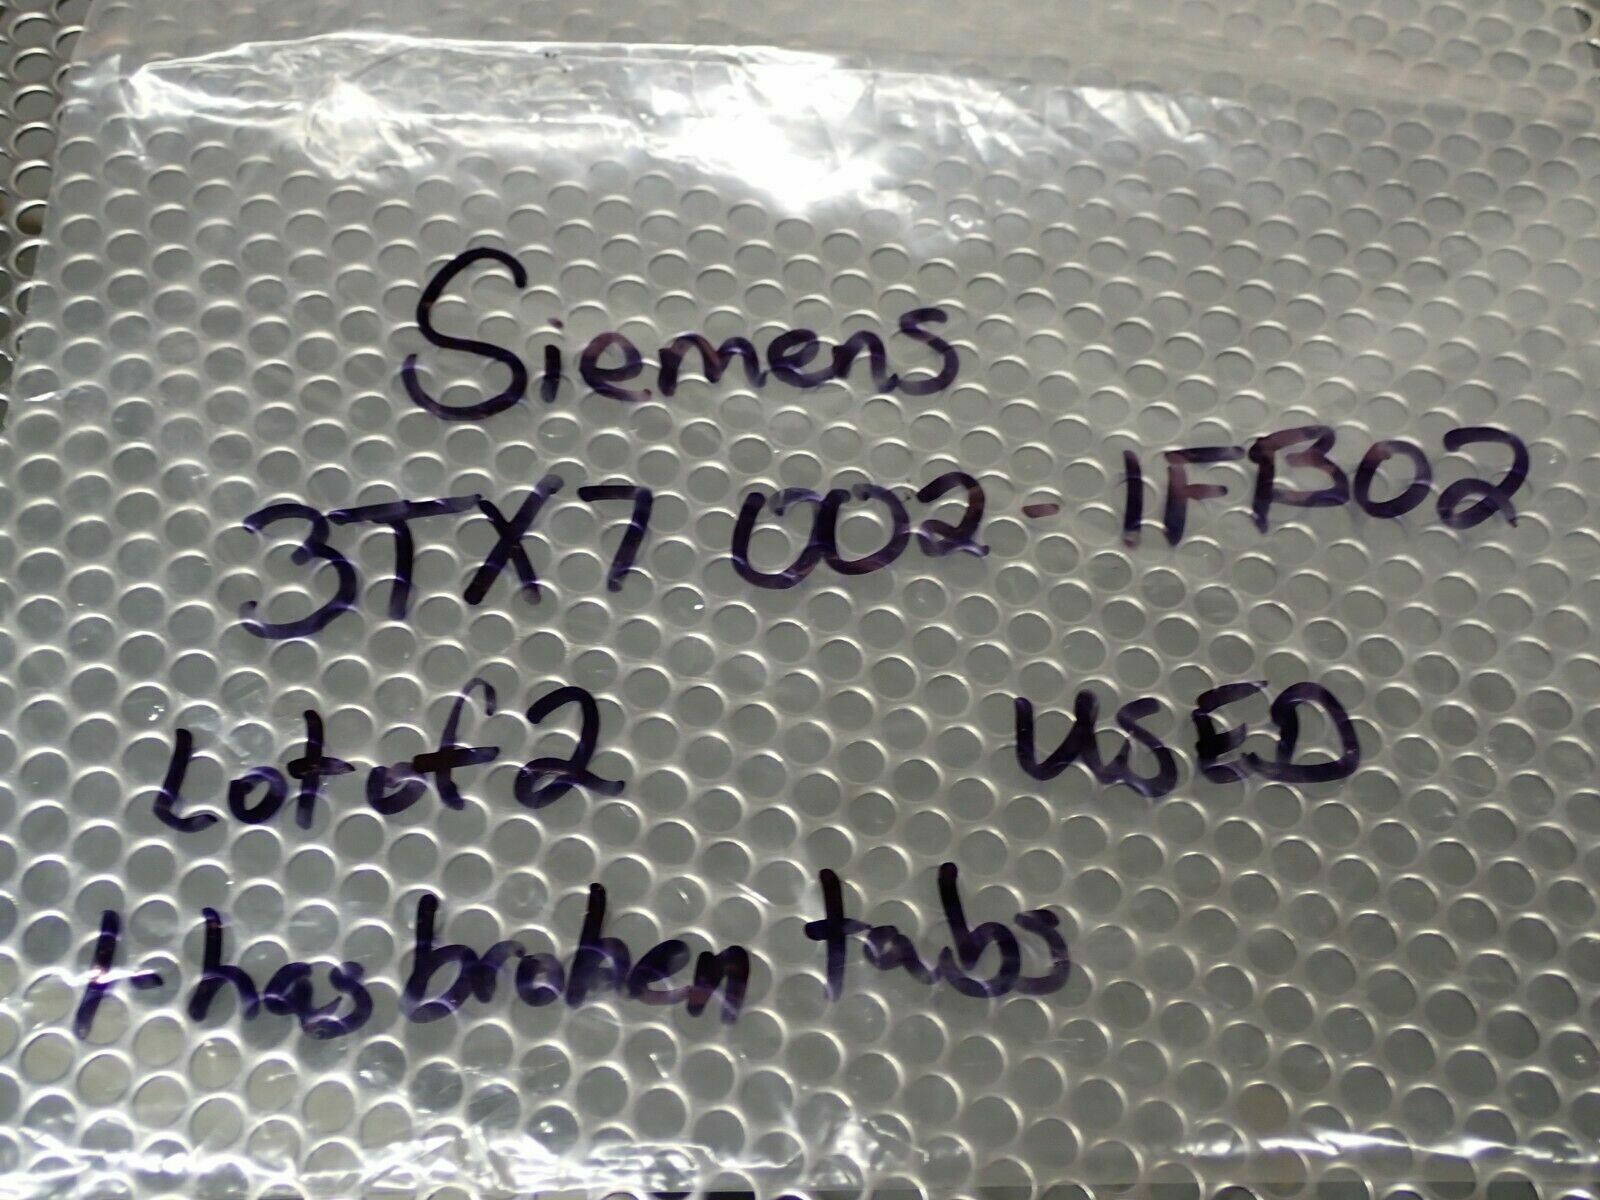 Siemens
3TX7 002-1FB02
Lot of 2 USED
1-has broken tabs